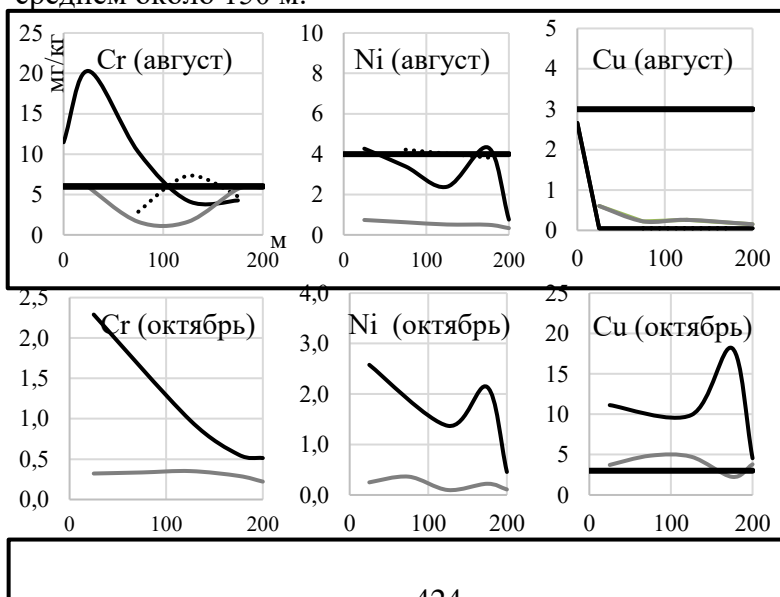 среднем около 150 м.
Cr (август) Ni (август) Cu (август)
мг/кг
25 20 15 10 5 0
10 8 6 4 2 0
5 4 3 2 1 0
м
0 100 200 0 100 200 0 100 200
Cr (октябрь) Ni (октябрь) Cu (октябрь)
2,5 2,0 1,5 1,0 0,5 0,0
4,0 3,0 2,0 1,0 0,0
25 20 15 10 5 0
0 100 200 0 100 200 0 100 200
424